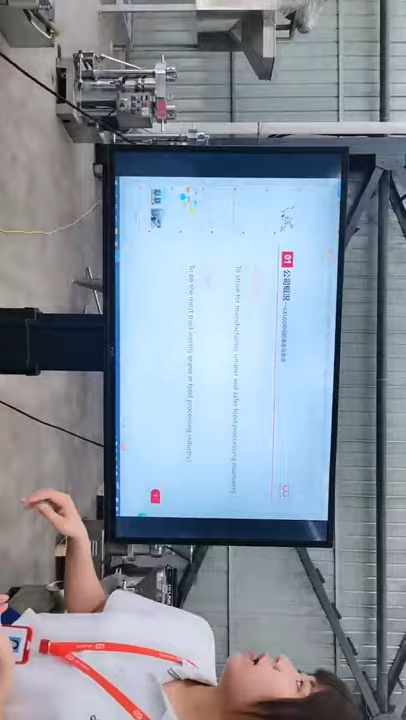 01 公司概况
To strive for manufacturing simpler and safer food processing machinery
To be the most trust-worthy brand in food processing industry!